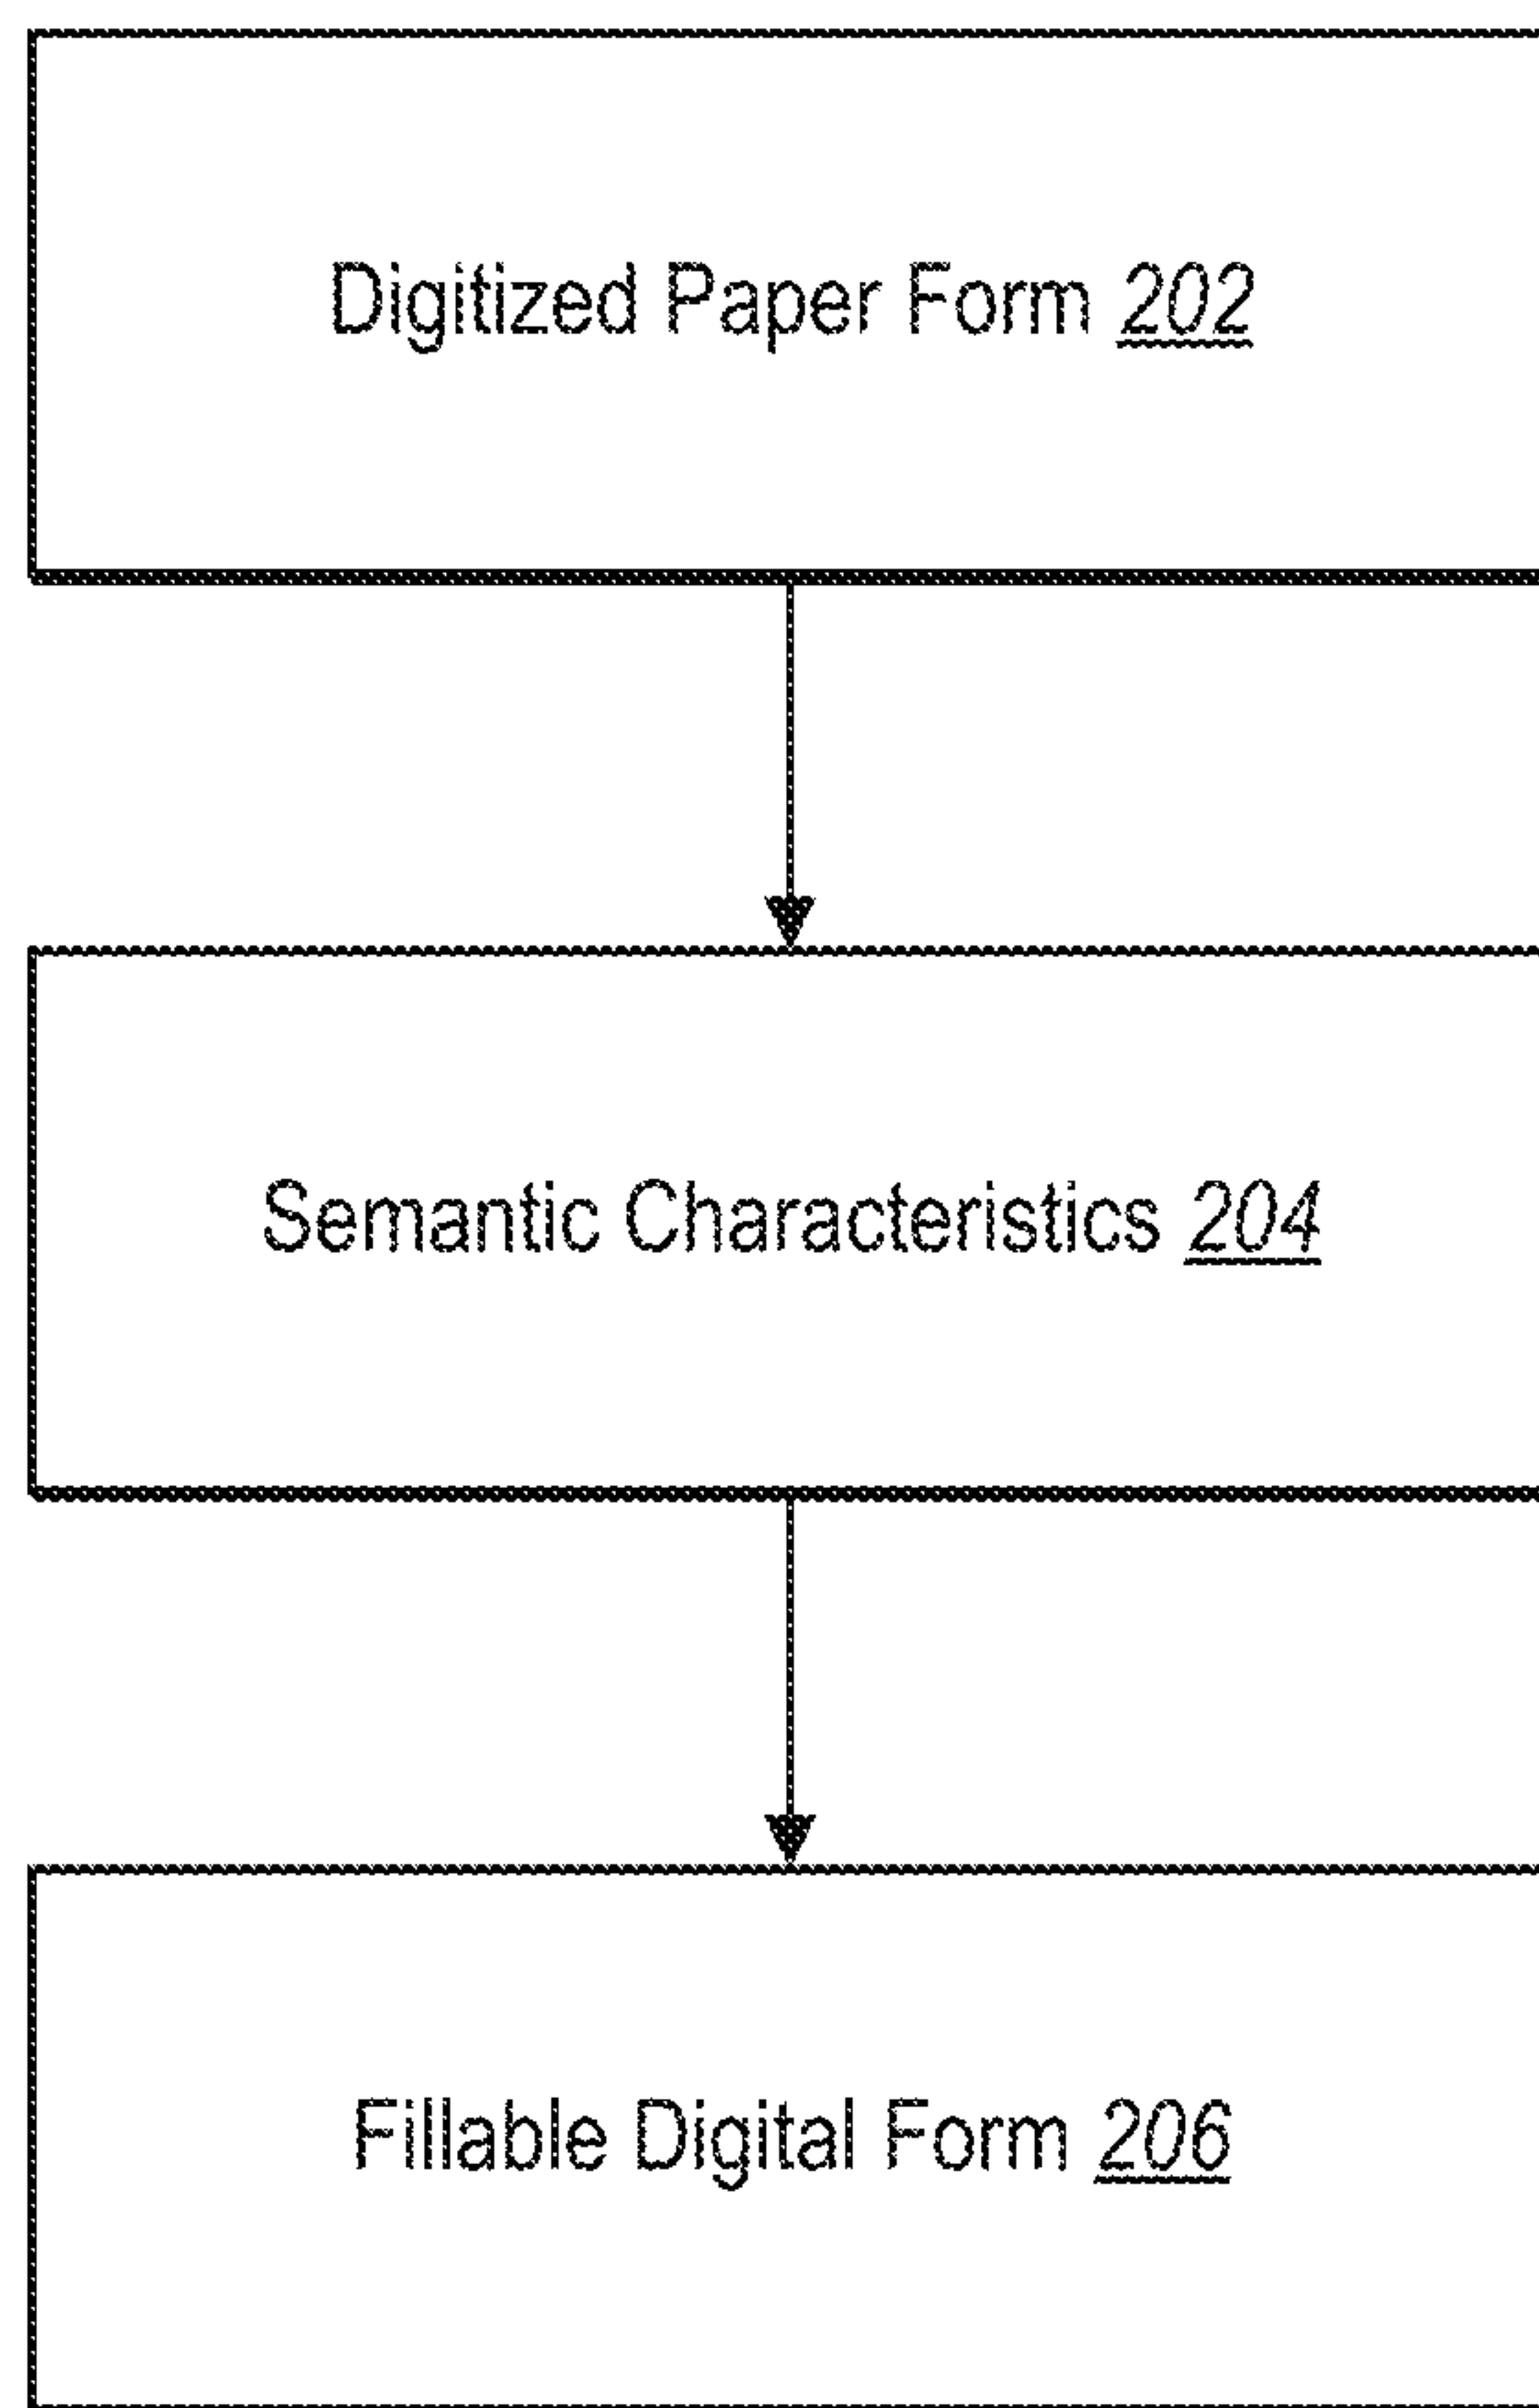 Digitized Paper Form 202
Semantic Characteristics 204
Fillable Digital Form 206